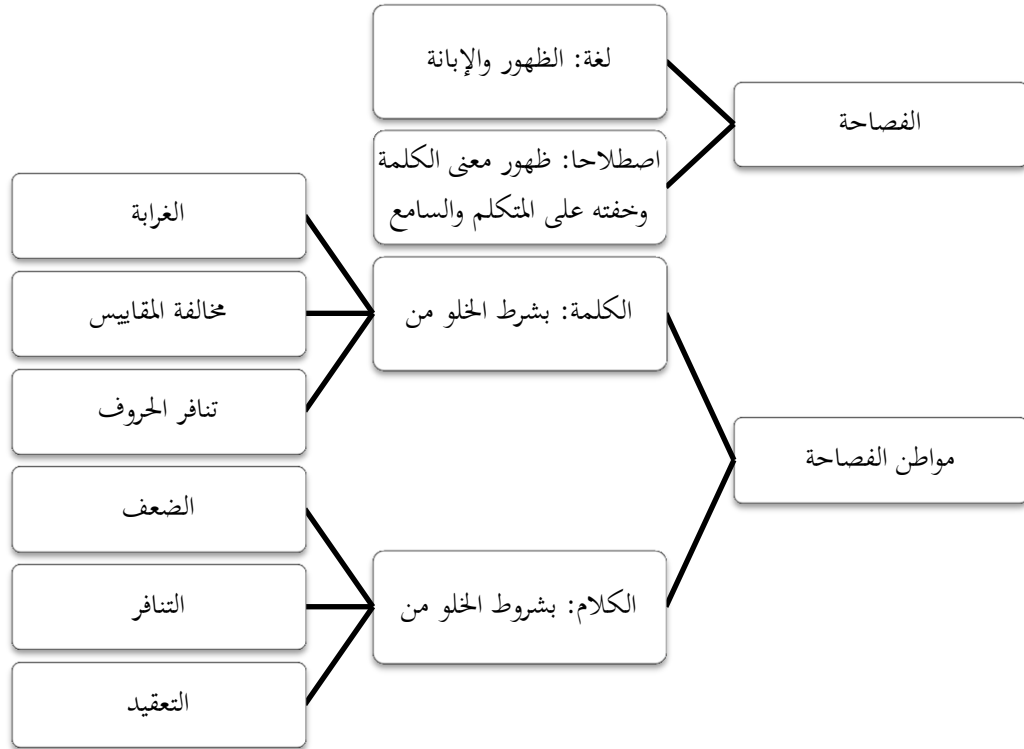 الفصاحة
لغة: الظهور والإبانة
اصطلاحا: ظهور معنى الكلمة
وخفته على المتكلم والسامع
مواطن الفصاحة
الكلمة: بشرط الخلو من
الغرابة
مخالفة المقاييس
تنافر الحروف
الكلام: بشروط الخلو من
الضعف
التنافر
التعقيد